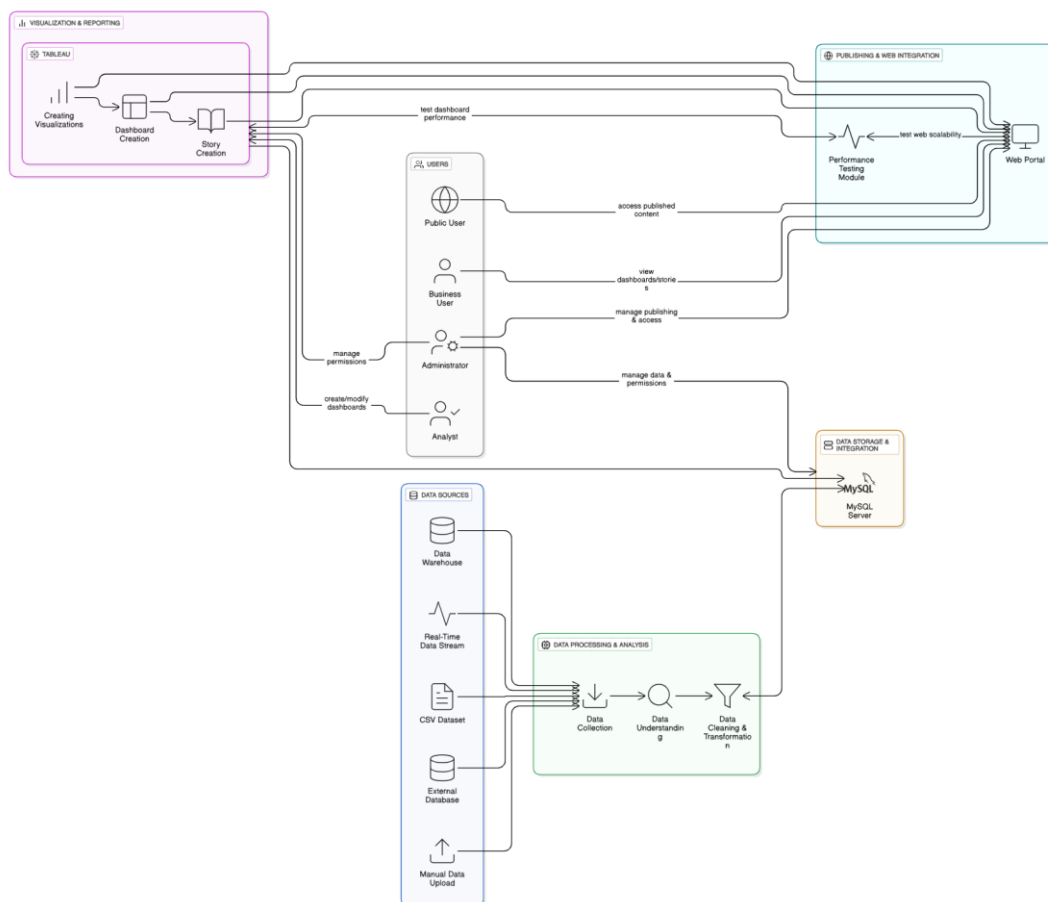 VISUALIZATION & REPORTING
TABLEAU
Creating
Visualizations
Dashboard
Creation
Story
Creation
test dashboard
performance
PUBLISHING & WEB INTEGRATION
Performance
Testing
Module
test web scalability
Web Portal
USERS
Public User
access published
content
Business
User
view
dashboards/storie
s
manage publishing
& access
Administrator
manage
permissions
manage data &
permissions
create/modify
dashboards
Analyst
DATA STORAGE &
INTEGRATION
MySQL
MySQL
Server
DATA SOURCES
Data
Warehouse
Real-Time
Data Stream
CSV Dataset
External
Database
Manual Data
Upload
DATA PROCESSING & ANALYSIS
Data
Collection
Data
Understandin
g
Data
Cleaning &
Transformatio
n